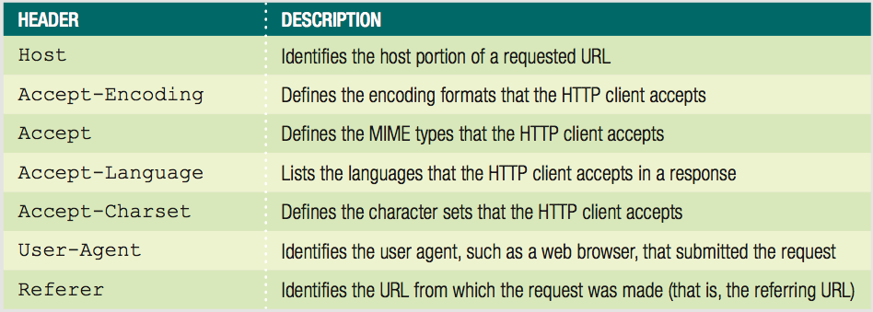 HEADER DESCRIPTION
Host Identifies the host portion of a requested URL
Accept-Encoding Defines the encoding formats that the HTTP client accepts
Accept Defines the MIME types that the HTTP client accepts
Accept-Language Lists the languages that the HTTP client accepts in a response
Accept-Charset Defines the character sets that the HTTP client accepts
User-Agent Identifies the user agent, such as a web browser, that submitted the request
Referer Identifies the URL from which the request was made (that is, the referring URL)